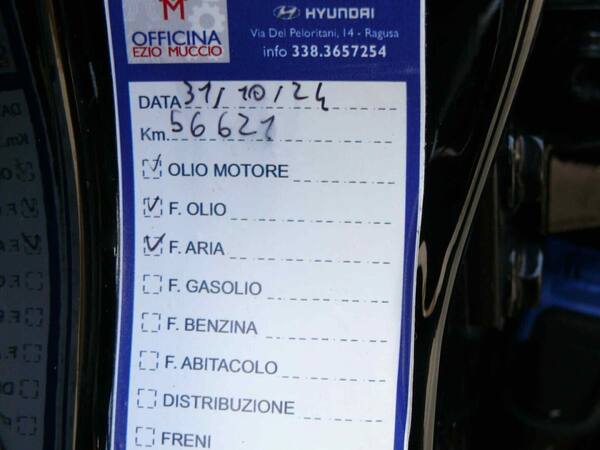 M
HYUNDAI
OFFICINA
EZIO MUCCIO
Via Dei Peloritani, 14 - Ragusa
info 338.3657254
DATA 31/10/24
Km. 56621
OLIO MOTORE
F. OLIO
F. ARIA
F. GASOLIO
F. BENZINA
F. ABITACOLO
DISTRIBUZIONE
FRENI